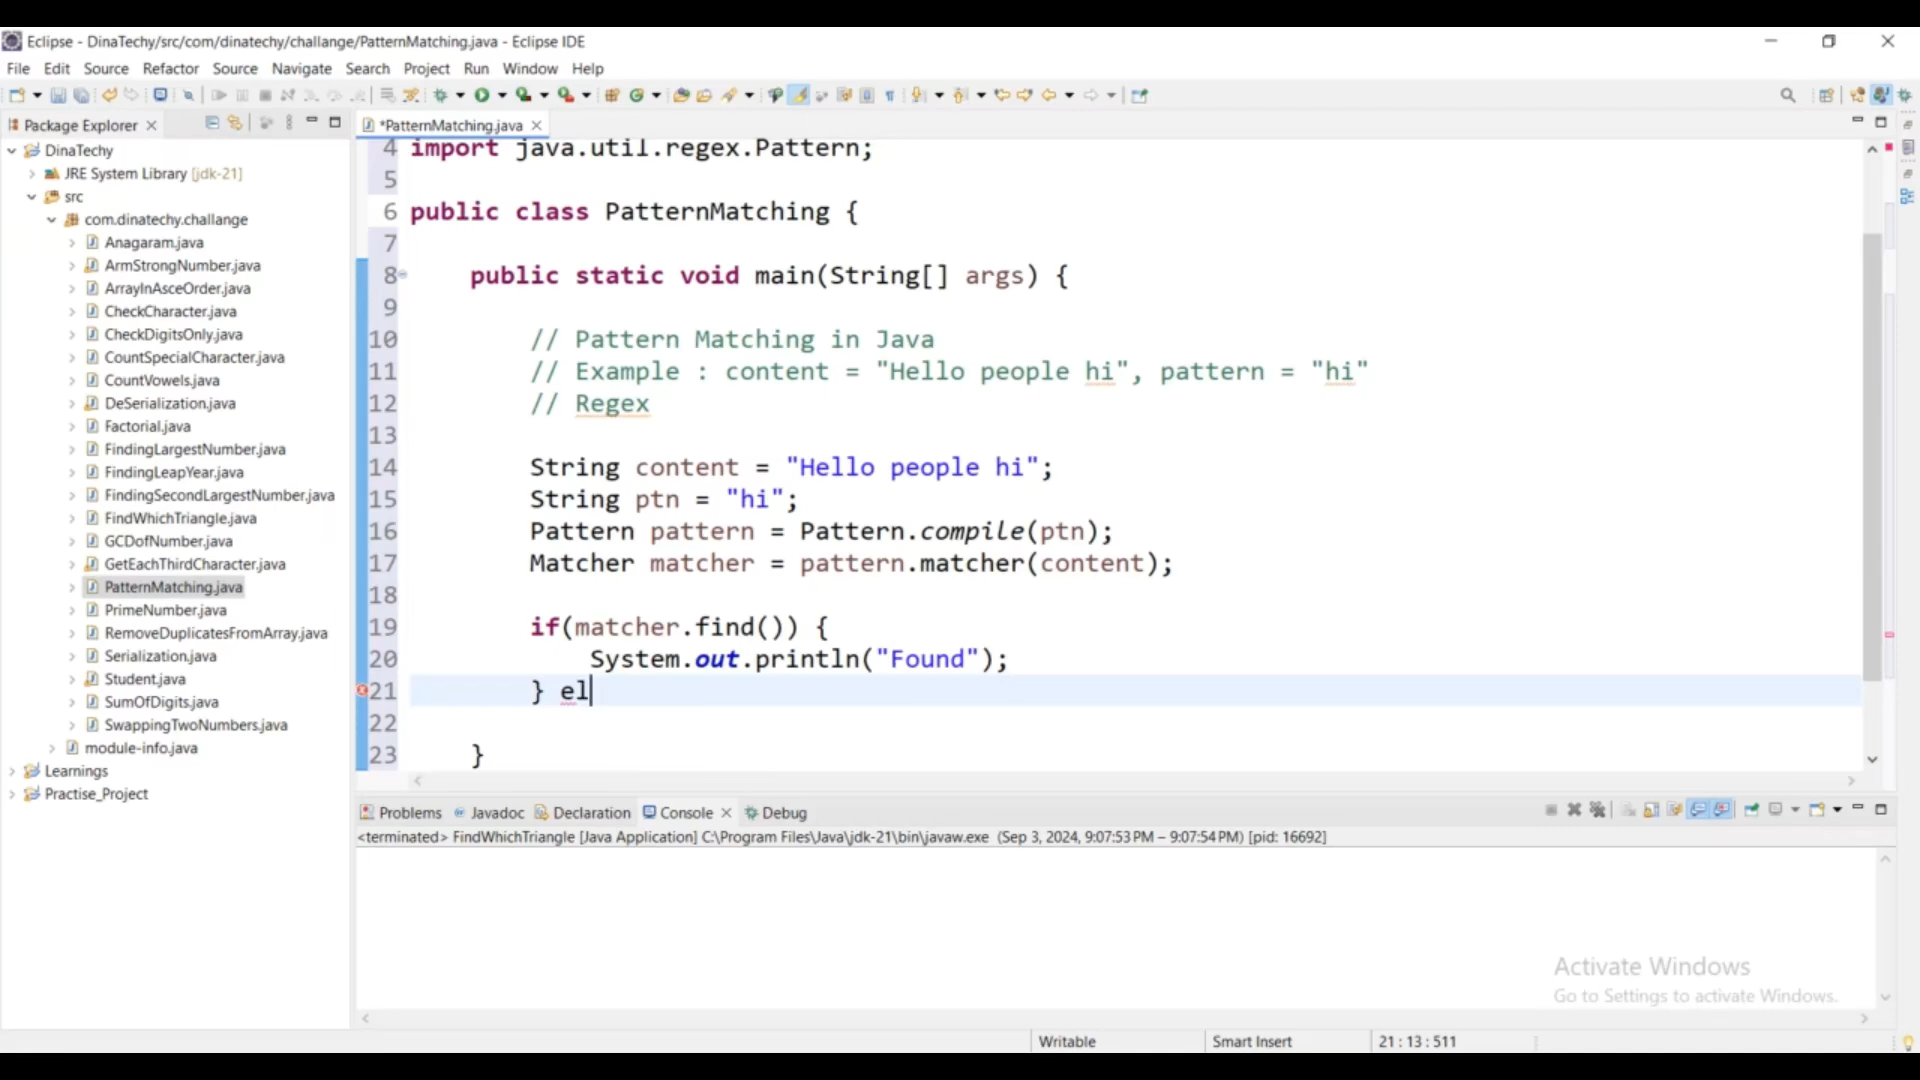 Eclipse - DinaTechy/src/com/dinatechy/challange/PatternMatching.java - Eclipse IDE
File Edit Source Refactor Source Navigate Search Project Run Window Help
Package Explorer
DinaTechy
JRE System Library [jdk-21]
src
com.dinatechy.challange
Anagaram.java
ArmStrongNumber.java
ArrayInAsceOrder.java
CheckCharacter.java
CheckDigitsOnly.java
CountSpecialCharacter.java
CountVowels.java
DeSerialization.java
Factorial.java
FindingLargestNumber.java
FindingLeapYear.java
FindingSecondLargestNumber.java
FindWhichTriangle.java
GCDofNumber.java
GetEachThirdCharacter.java
PatternMatching.java
PrimeNumber.java
RemoveDuplicatesFromArray.java
Serialization.java
Student.java
SumOfDigits.java
SwappingTwoNumbers.java
module-info.java
Learnings
Practise_Project
*PatternMatching.java
4 import java.util.regex.Pattern;
5
6 public class PatternMatching {
7
8 public static void main(String[] args) {
9
10 // Pattern Matching in Java
11 // Example : content = "Hello people hi", pattern = "hi"
12 // Regex
13
14 String content = "Hello people hi";
15 String ptn = "hi";
16 Pattern pattern = Pattern.compile(ptn);
17 Matcher matcher = pattern.matcher(content);
18
19 if(matcher.find()) {
20 System.out.println("Found");
21 } el
22
23 }
Problems Javadoc Declaration Console Debug
<terminated> FindWhichTriangle [Java Application] C:\Program Files\Java\jdk-21\bin\javaw.exe (Sep 3, 2024, 9:07:53 PM – 9:07:54 PM) [pid: 16692]
Activate Windows
Go to Settings to activate Windows.
Writable Smart Insert 21 : 13 : 511